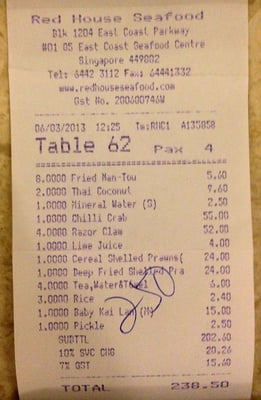 Red House Seafood
Blk 1204 East Coast Parkway
#01 05 East Coast Seafood Centre
Singapore 449882
Tel: 6442 3112 Fax: 64441332
www.redhouseseafood.com
Gst No. 200600746W
06/03/2013 12:25 Tw:RHC1 A135858
Table 62 Pax 4
8.0000 Fried Man-Tou 5.60
2.0000 Thai Coconut 9.60
1.0000 Mineral Water (S) 2.50
1.0000 Chilli Crab 55.00
4.0000 Razor Claw 52.00
1.0000 Lime Juice 4.00
1.0000 Cereal Shelled Prawns( 24.00
1.0000 Deep Fried Shelled Pra 24.00
4.0000 Tea,Water&Towel 6.00
3.0000 Rice 2.40
1.0000 Baby Kai Lan (M) 15.00
1.0000 Pickle 2.50
SUBTTL 202.60
10% SVC CHG 20.26
7% GST 15.60
TOTAL 238.50